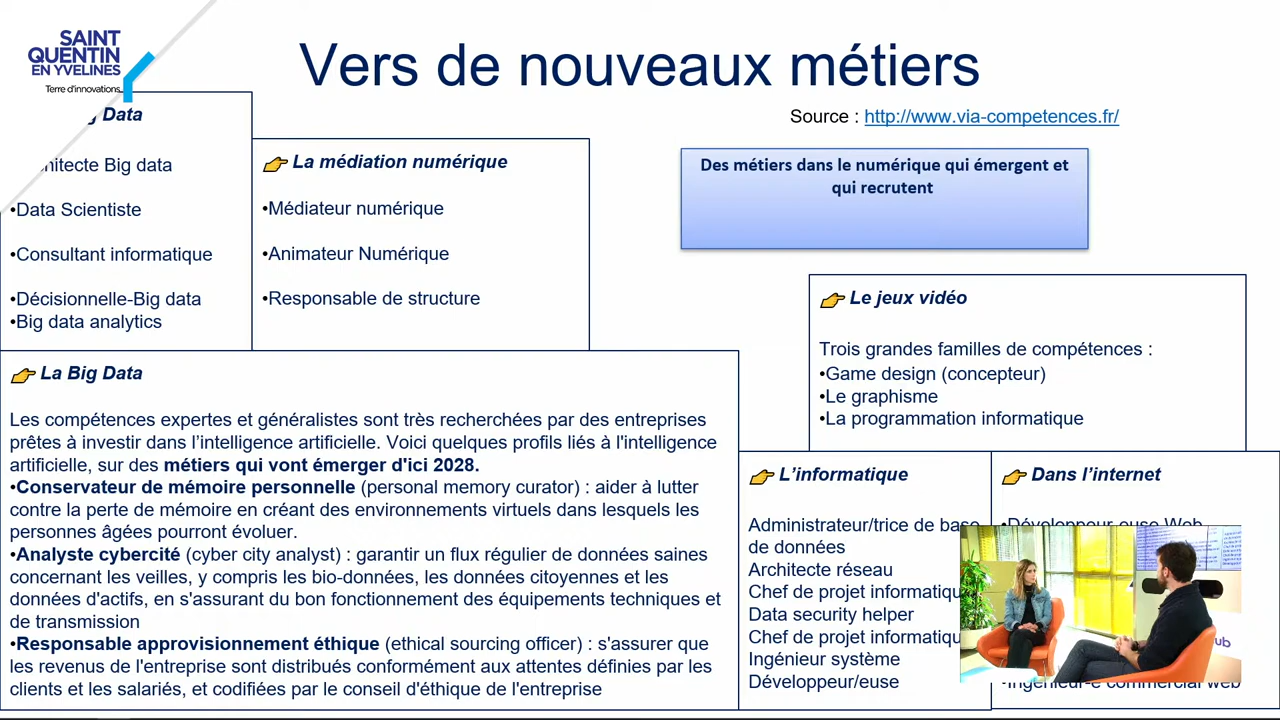 SAINT
QUENTIN
EN YVELINES
Terre d'innovations
Vers de nouveaux métiers
Source : http://www.via-competences.fr/
Data
Big data
•Data Scientiste
•Consultant informatique
•Décisionnelle-Big data
•Big data analytics
La médiation numérique
•Médiateur numérique
•Animateur Numérique
•Responsable de structure
Des métiers dans le numérique qui émergent et
qui recrutent
Le jeux vidéo
Trois grandes familles de compétences :
•Game design (concepteur)
•Le graphisme
•La programmation informatique
La Big Data
Les compétences expertes et généralistes sont très recherchées par des entreprises
prêtes à investir dans l’intelligence artificielle. Voici quelques profils liés à l'intelligence
artificielle, sur des métiers qui vont émerger d'ici 2028.
•Conservateur de mémoire personnelle (personal memory curator) : aider à lutter
contre la perte de mémoire en créant des environnements virtuels dans lesquels les
personnes âgées pourront évoluer.
•Analyste cybercité (cyber city analyst) : garantir un flux régulier de données saines
concernant les veilles, y compris les bio-données, les données citoyennes et les
données d'actifs, en s'assurant du bon fonctionnement des équipements techniques et
de transmission
•Responsable approvisionnement éthique (ethical sourcing officer) : s'assurer que
les revenus de l'entreprise sont distribués conformément aux attentes définies par les
clients et les salariés, et codifiées par le conseil d'éthique de l'entreprise
L’informatique
Administrateur/trice de base
de données
Architecte réseau
Chef de projet
Data security helper
Chef de projet
Ingénieur système
Développeur/euse
Dans l’internet
•Développeur-euse Web
•Ingénieur-e commercial web